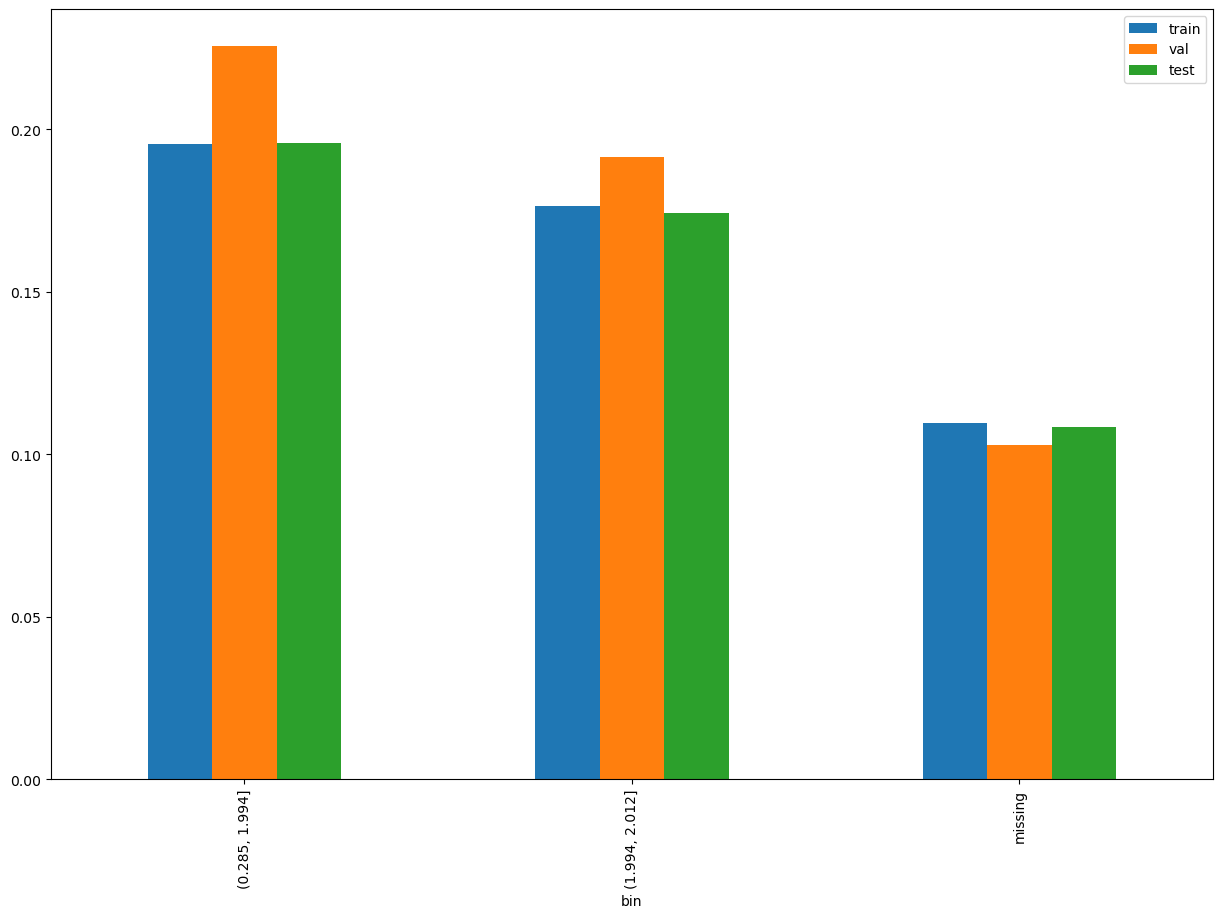 train
val
test
0.20
0.15
0.10
0.05
0.00
(0.285, 1.994]
(1.994, 2.012]
missing
bin